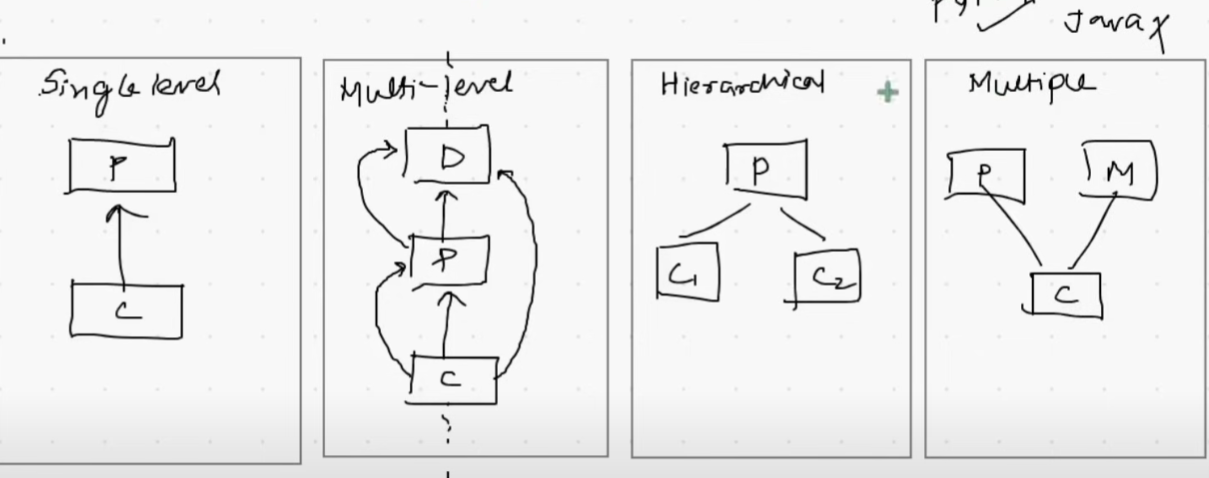 Java x
Single level
P
C
Multi-level
D
P
C
Hierarchical
P
C1
C2
Multiple
P
M
C